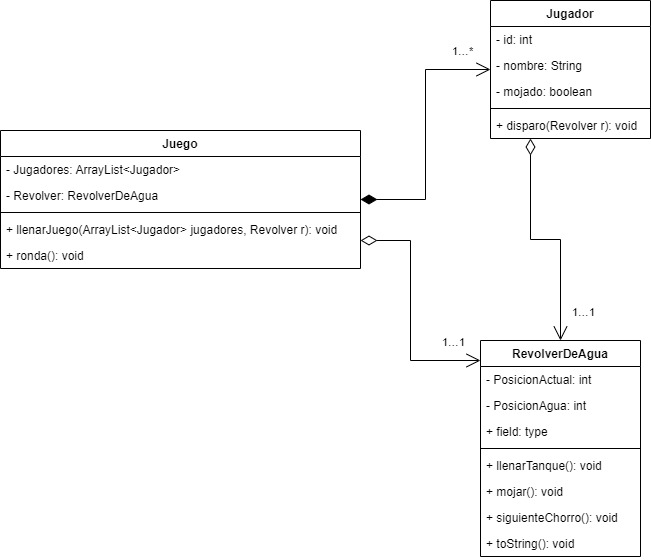 Jugador
- id: int
- nombre: String
- mojado: boolean
+ disparo(Revolver r): void
1...*
Juego
- Jugadores: ArrayList<Jugador>
- Revolver: RevolverDeAgua
+ llenarJuego(ArrayList<Jugador> jugadores, Revolver r): void
+ ronda(): void
1...1
1...1
RevolverDeAgua
- PosicionActual: int
- PosicionAgua: int
+ field: type
+ llenarTanque(): void
+ mojar(): void
+ siguienteChorro(): void
+ toString(): void